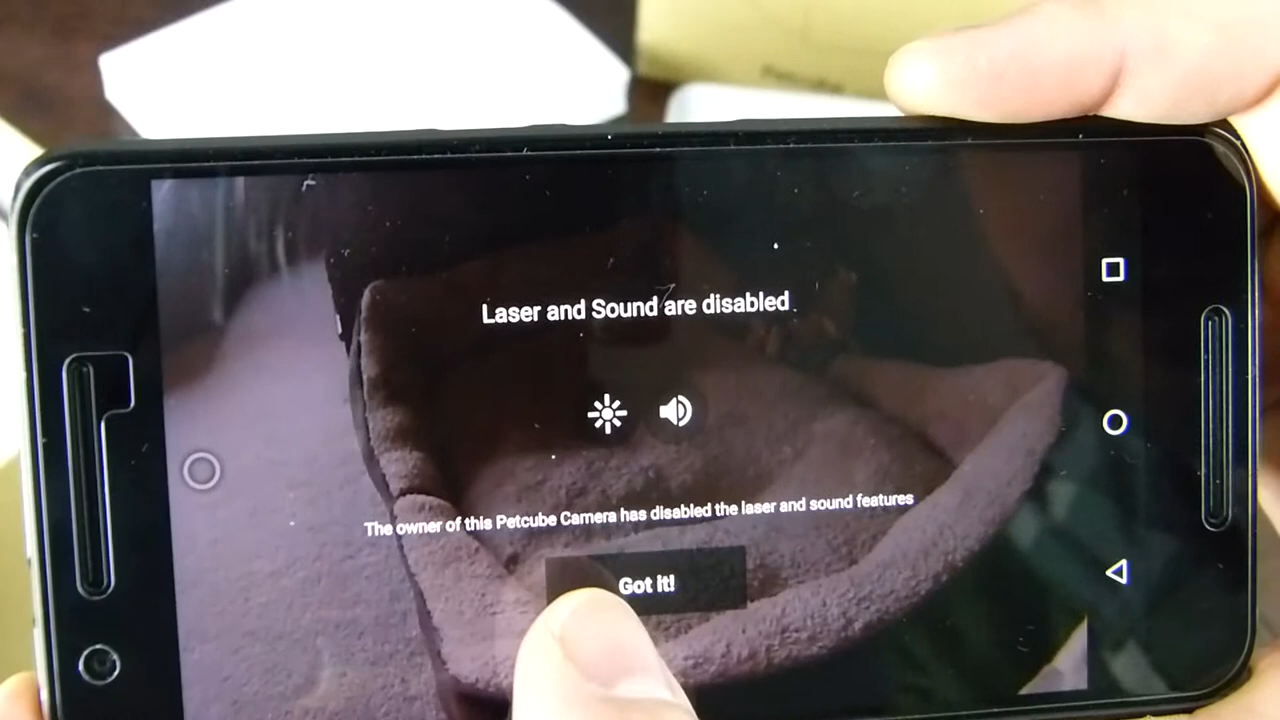 Laser and Sound are disabled
The owner of this Petcube Camera has disabled the laser and sound features
Got it!